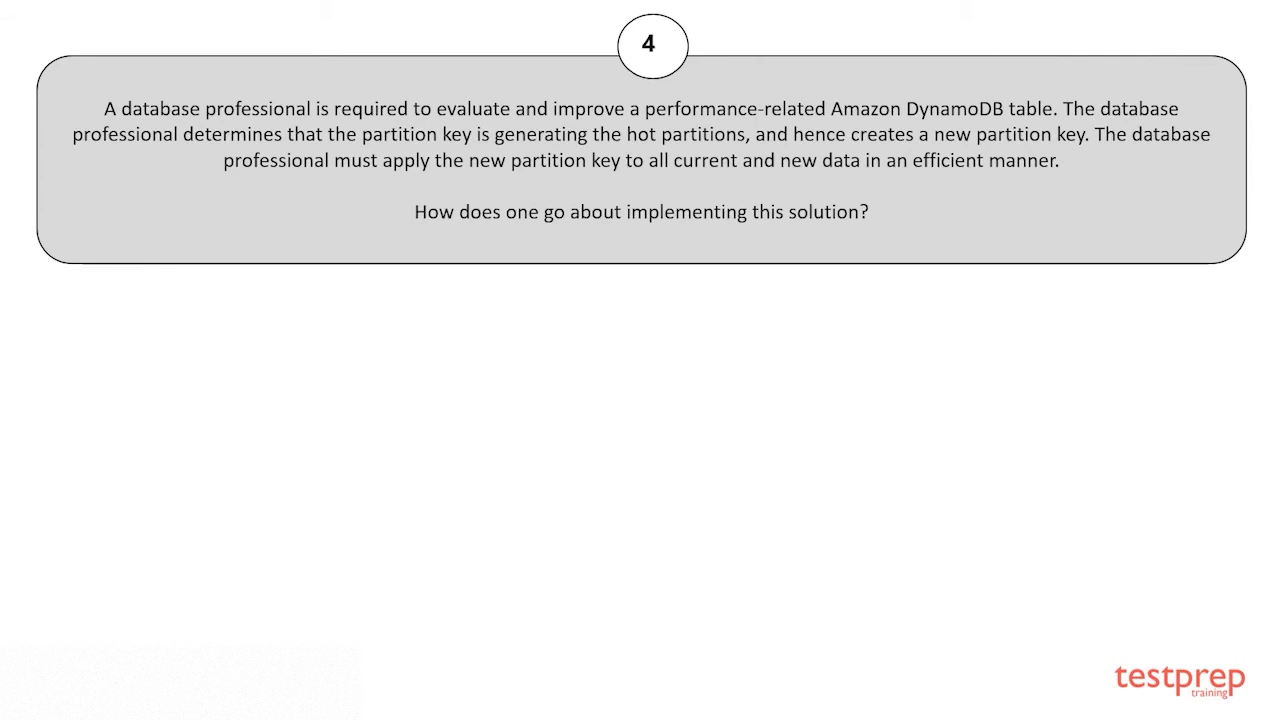 4
A database professional is required to evaluate and improve a performance-related Amazon DynamoDB table. The database
professional determines that the partition key is generating the hot partitions, and hence creates a new partition key. The database
professional must apply the new partition key to all current and new data in an efficient manner.
How does one go about implementing this solution?
testprep
training